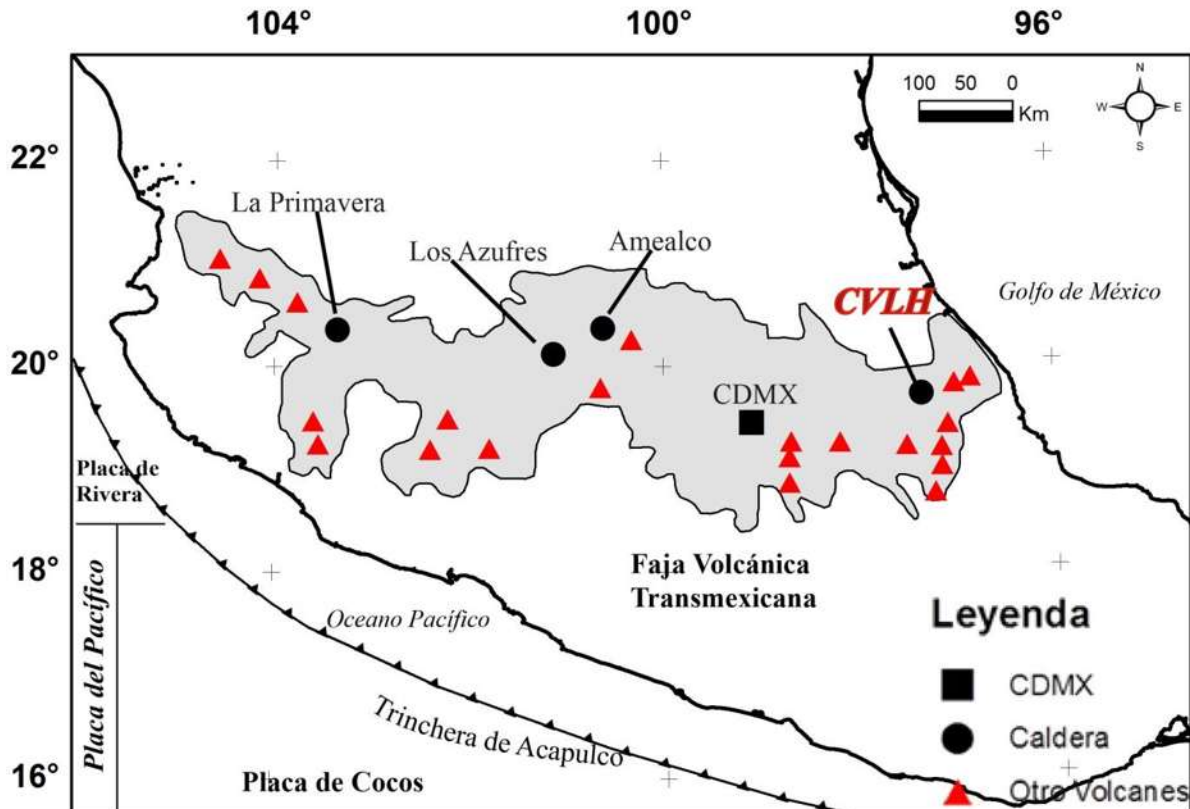 104°
100°
96°
100 50 0
Km
N
W E
S
22°
La Primavera
Los Azufres
Amealco
CVLH
Golfo de México
20°
CDMX
Placa de
Rivera
18°
Faja Volcánica
Transmexicana
Placa del Pacífico
Oceano Pacífico
Trinchera de Acapulco
16°
Placa de Cocos
Leyenda
CDMX
Caldera
Otro Volcanes